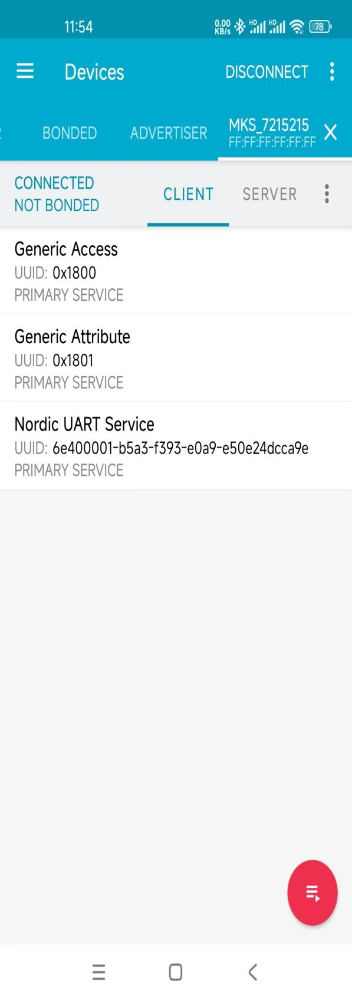 11:54
0.00
KB/s
HD
HD
78
Devices
DISCONNECT
BONDED
ADVERTISER
MKS_7215215
FF:FF:FF:FF:FF:FF
CONNECTED
NOT BONDED
CLIENT
SERVER
Generic Access
UUID: 0x1800
PRIMARY SERVICE
Generic Attribute
UUID: 0x1801
PRIMARY SERVICE
Nordic UART Service
UUID: 6e400001-b5a3-f393-e0a9-e50e24dcca9e
PRIMARY SERVICE